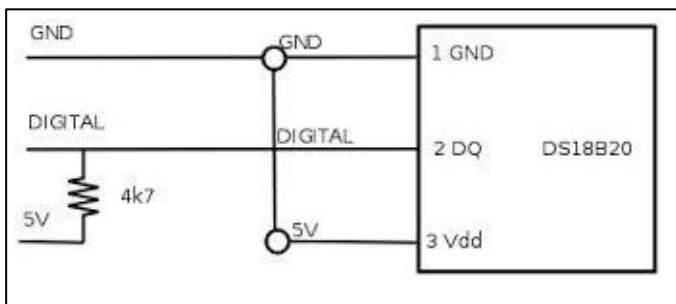 GND
GND
1 GND
DIGITAL
DIGITAL
2 DQ
DS18B20
4k7
5V
5V
3 Vdd